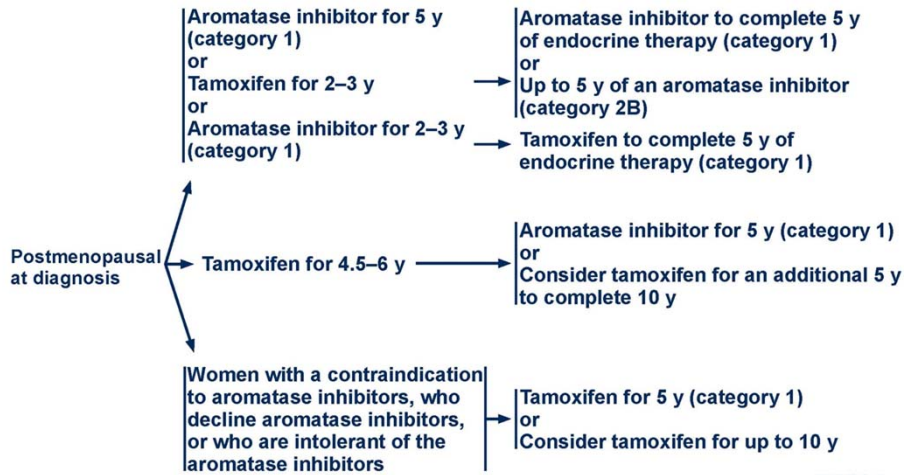 Postmenopausal
at diagnosis
Aromatase inhibitor for 5 y
(category 1)
or
Tamoxifen for 2–3 y
or
Aromatase inhibitor for 2–3 y
(category 1)
Aromatase inhibitor to complete 5 y
of endocrine therapy (category 1)
or
Up to 5 y of an aromatase inhibitor
(category 2B)
Tamoxifen to complete 5 y of
endocrine therapy (category 1)
Tamoxifen for 4.5–6 y
Aromatase inhibitor for 5 y (category 1)
or
Consider tamoxifen for an additional 5 y
to complete 10 y
Women with a contraindication
to aromatase inhibitors, who
decline aromatase inhibitors,
or who are intolerant of the
aromatase inhibitors
Tamoxifen for 5 y (category 1)
or
Consider tamoxifen for up to 10 y